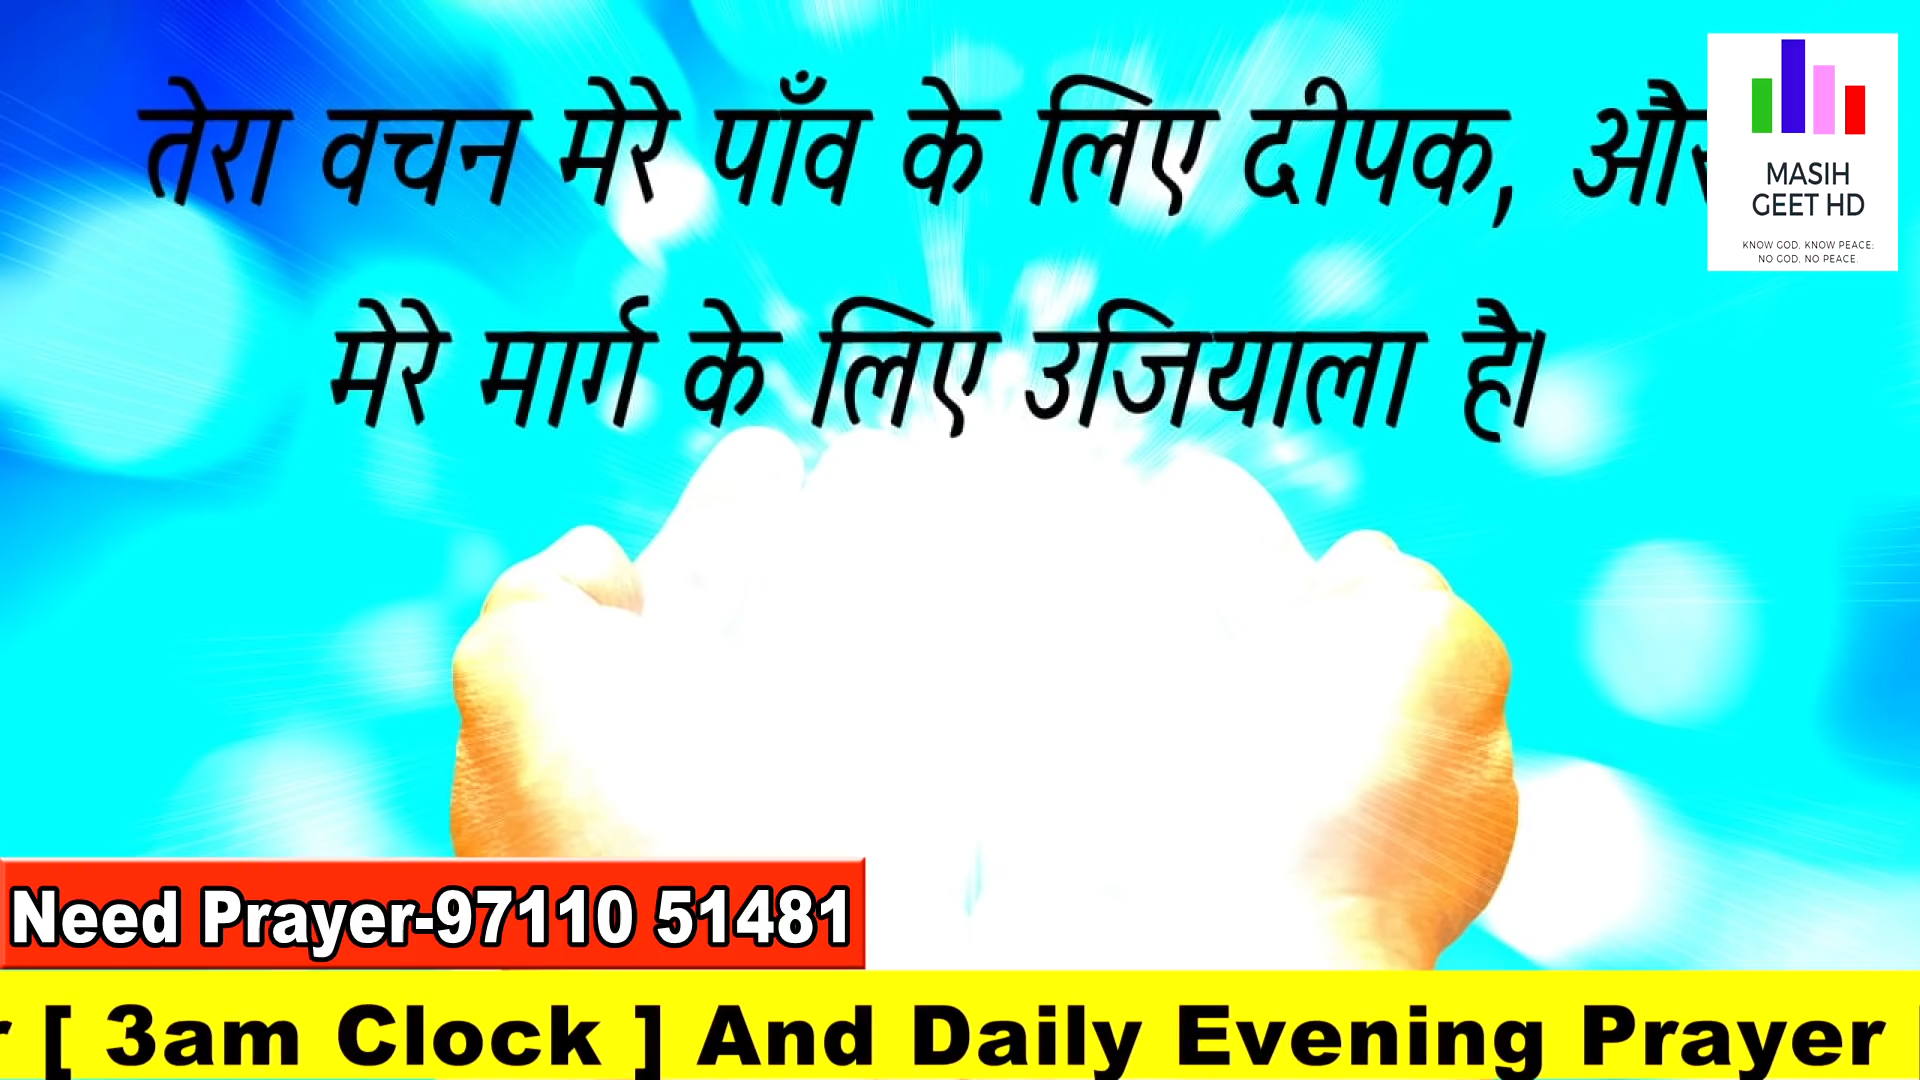 तेरा वचन मेरे पाँव के लिए दीपक, और
मेरे मार्ग के लिए उजियाला है।
MASIH
GEET HD
KNOW GOD, KNOW PEACE;
NO GOD, NO PEACE.
Need Prayer-97110 51481
[ 3am Clock ] And Daily Evening Prayer